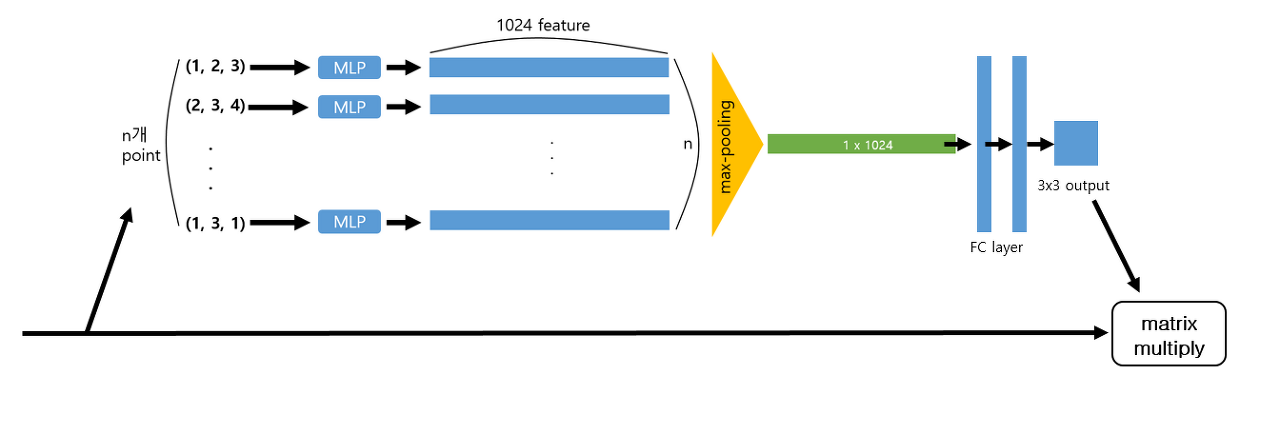 1024 feature
(1, 2, 3)
MLP
(2, 3, 4)
MLP
n개
point
n
max-pooling
1 x 1024
3x3 output
(1, 3, 1)
MLP
FC layer
matrix
multiply